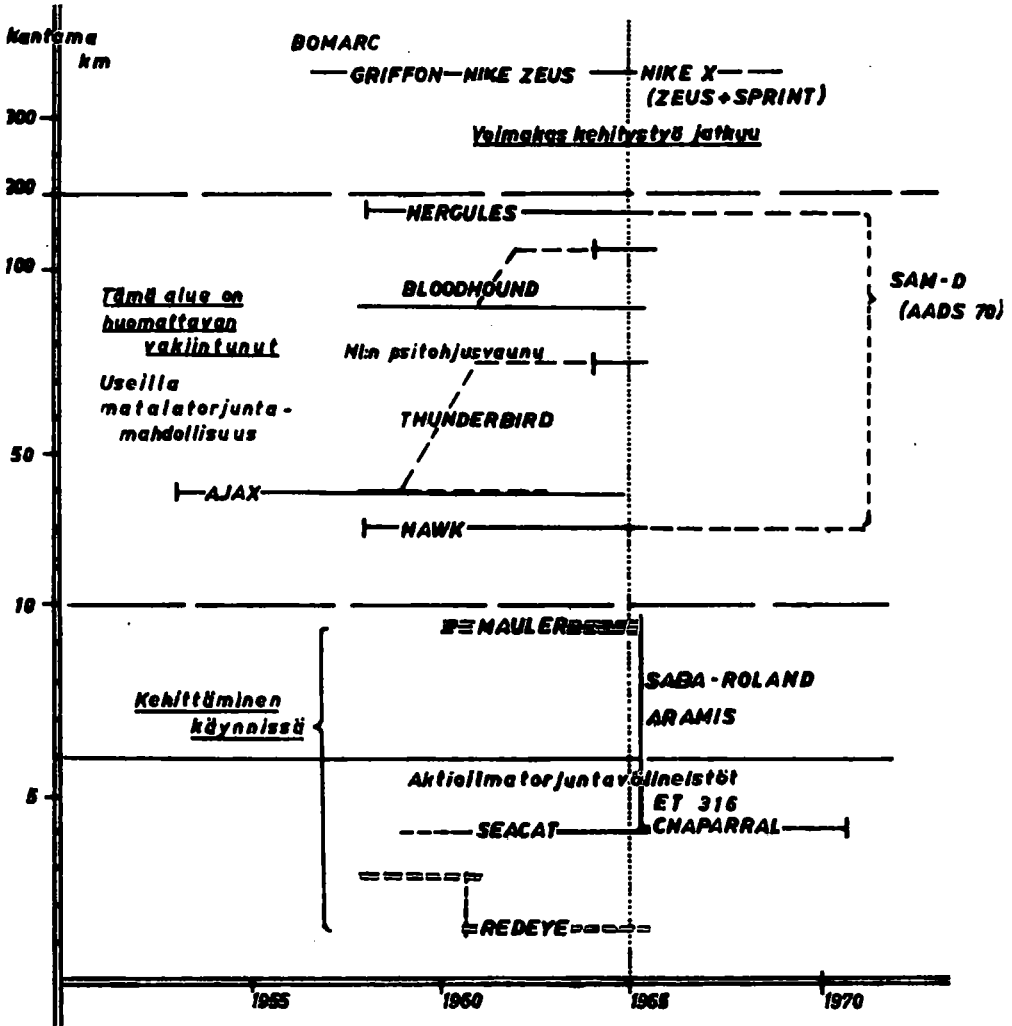 Kantama
km
BOMARC
GRIFFON NIKE ZEUS NIKE X
(ZEUS+SPRINT)
300
Voimakas kehitystyö jatkuu
200
HERCULES
100
BLOODHOUND
SAM-D
(AADS 70)
Tämä alue on
huomattavan
vakiintunut
NI:n psitohjusvaunu
Useilla
matalatorjunta-
mahdollisuus
THUNDERBIRD
50
AJAX
HAWK
10
MAULER
SABA-ROLAND
Kehittäminen
käynnissä
ARAMIS
Aktioilmatorjuntavälineistöt
5
ET 316
SEACAT
CHAPARRAL
REDEYE
1955 1960 1965 1970